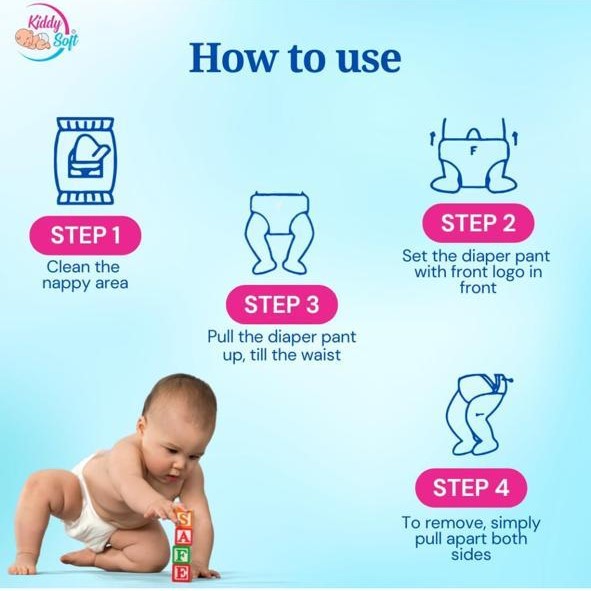 Kiddy
Soft
How to use
STEP 1
Clean the
nappy area
F
STEP 2
Set the diaper pant
with front logo in
front
STEP 3
Pull the diaper pant
up, till the waist
STEP 4
To remove, simply
pull apart both
sides
S
A
F
E